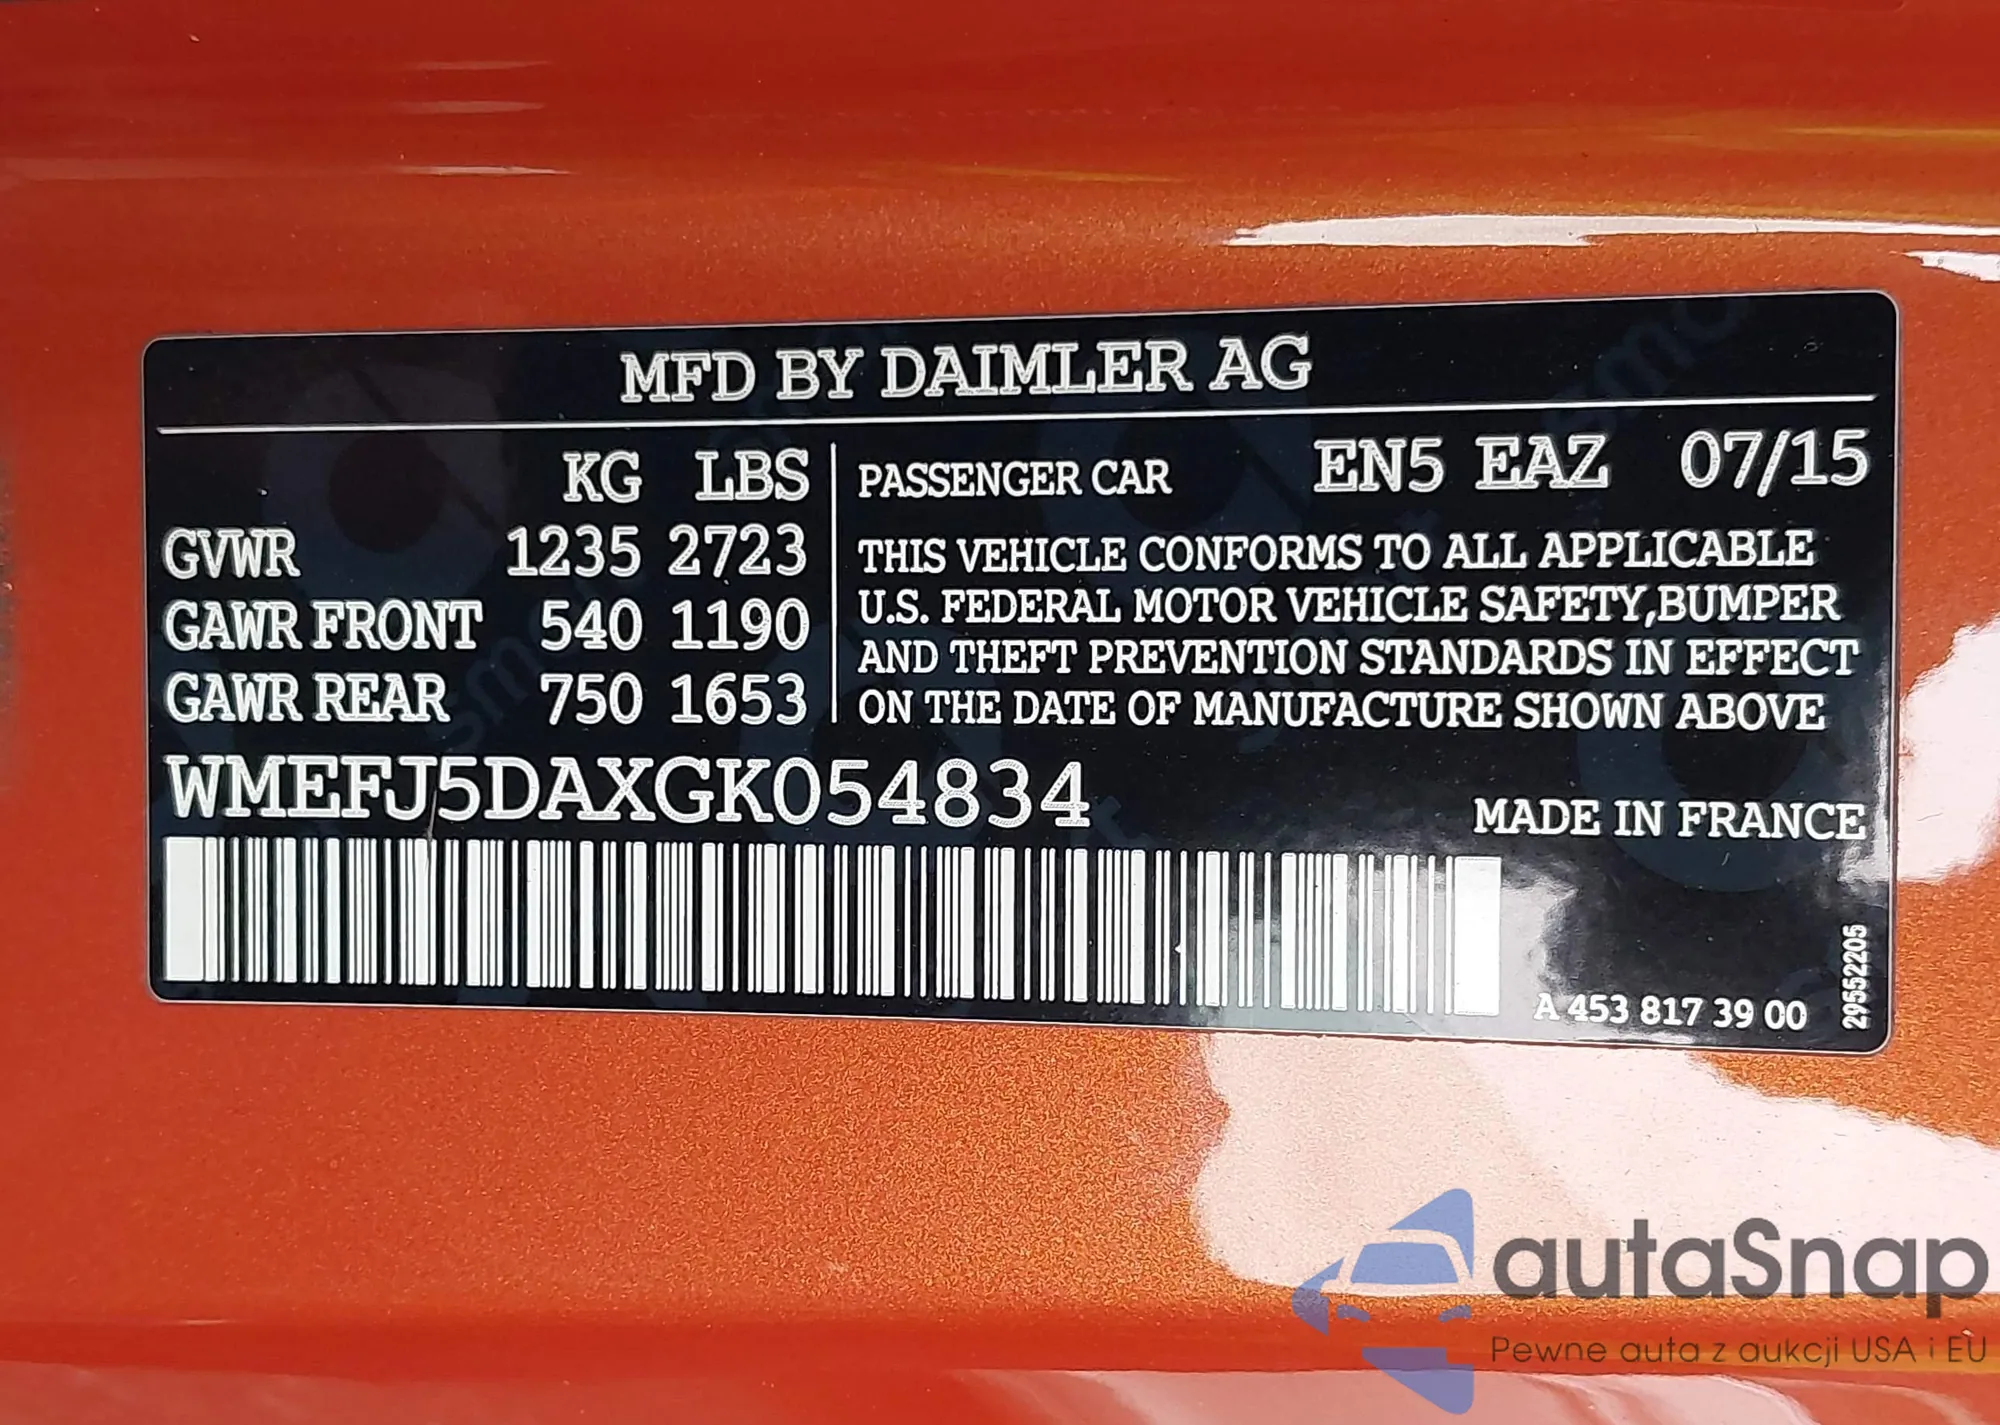 MFD BY DAIMLER AG
KG LBS
GVWR 1235 2723
GAWR FRONT 540 1190
GAWR REAR 750 1653
PASSENGER CAR EN5 EAZ 07/15
THIS VEHICLE CONFORMS TO ALL APPLICABLE
U.S. FEDERAL MOTOR VEHICLE SAFETY,BUMPER
AND THEFT PREVENTION STANDARDS IN EFFECT
ON THE DATE OF MANUFACTURE SHOWN ABOVE
WMEFJ5DAXGK054834
MADE IN FRANCE
A 453 817 39 00
2952205
autaSnap
Pewne auta z aukcji USA i EU